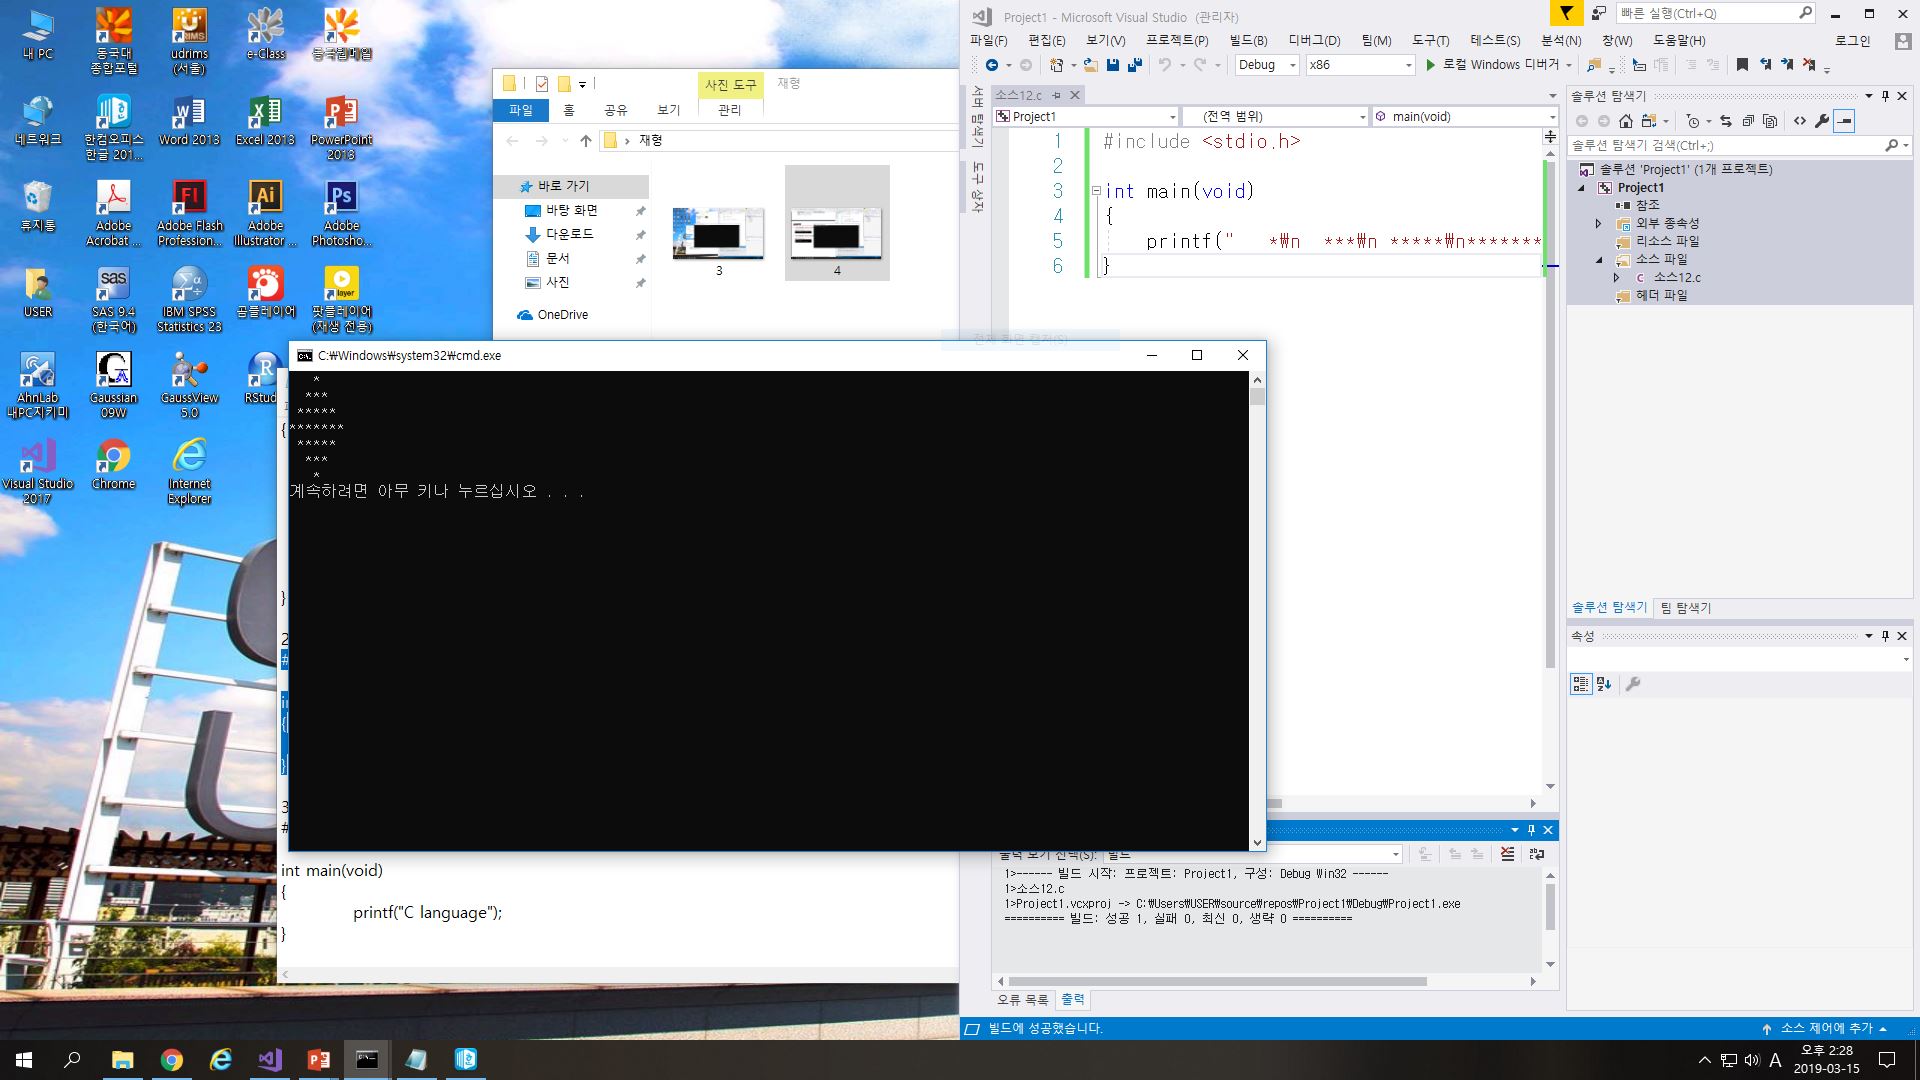 내 PC
동국대 종합포털
udrims (서울)
e-Class
동국웹메일
네트워크
한컴오피스 한글 201...
Word 2013
Excel 2013
PowerPoint 2013
휴지통
Adobe Acrobat ...
Adobe Flash Profession...
Adobe Illustrator ...
Adobe Photosho...
USER
SAS 9.4 (한국어)
IBM SPSS Statistics 23
곰플레이어
팟플레이어 (재생 전용)
AhnLab 내PC지키미
Gaussian 09W
GaussView 5.0
RStud
Visual Studio 2017
Chrome
Internet Explorer
사진 도구
재형
파일 홈 공유 보기 관리
재형
바로 가기
바탕 화면
다운로드
문서
사진
OneDrive
3
4
Project1 - Microsoft Visual Studio (관리자)
빠른 실행(Ctrl+Q)
파일(F) 편집(E) 보기(V) 프로젝트(P) 빌드(B) 디버그(D) 팀(M) 도구(T) 테스트(S) 분석(N) 창(W) 도움말(H) 로그인
Debug x86 로컬 Windows 디버거
서버 탐색기
도구 상자
소스12.c
Project1 (전역 범위) main(void)
1 #include <stdio.h>
2
3 int main(void)
4 {
5 printf("   *\n  ***\n *****\n*******
6 }
솔루션 탐색기
솔루션 탐색기 검색(Ctrl+;)
솔루션 'Project1' (1개 프로젝트)
Project1
참조
외부 종속성
리소스 파일
소스 파일
소스12.c
헤더 파일
솔루션 탐색기 팀 탐색기
속성
전체 화면 캡처(S)
C:\Windows\system32\cmd.exe
   *
  ***
 *****
*******
 *****
  ***
   *
계속하려면 아무 키나 누르십시오 . . .
{
}
2
#
{
}
3
#
int main(void)
{
printf("C language");
}
출력 보기 선택(S): 빌드
1>------ 빌드 시작: 프로젝트: Project1, 구성: Debug Win32 ------
1>소스12.c
1>Project1.vcxproj -> C:\Users\USER\source\repos\Project1\Debug\Project1.exe
========== 빌드: 성공 1, 실패 0, 최신 0, 생략 0 ==========
오류 목록 출력
빌드에 성공했습니다.
소스 제어에 추가
A
오후 2:28
2019-03-15